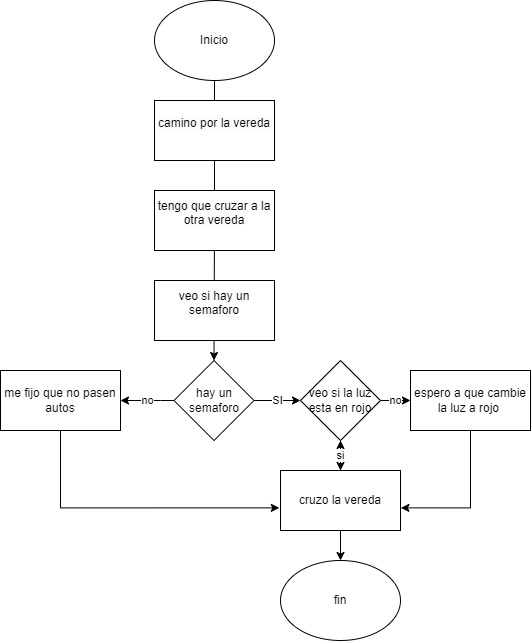 Inicio
camino por la vereda
tengo que cruzar a la
otra vereda
veo si hay un
semaforo
me fijo que no pasen
autos
no
hay un
semaforo
SI
veo si la luz
esta en rojo
no
espero a que cambie
la luz a rojo
si
cruzo la vereda
fin